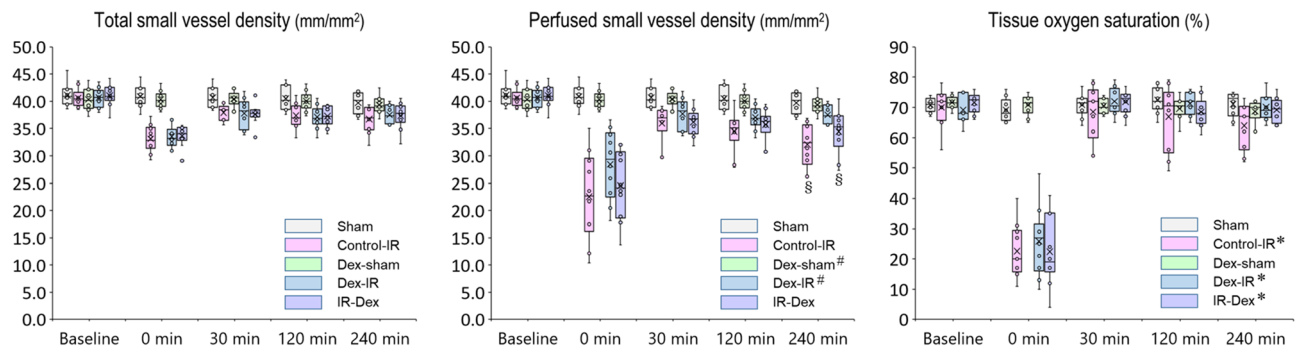 Total small vessel density (mm/mm²)
50.0
45.0
40.0
35.0
30.0
25.0
20.0
15.0
10.0
5.0
0.0
Sham
Control-IR
Dex-sham
Dex-IR
IR-Dex
Baseline 0 min 30 min 120 min 240 min
Perfused small vessel density (mm/mm²)
50.0
45.0
40.0
35.0
30.0
25.0
20.0
15.0
10.0
5.0
0.0
§ §
Sham
Control-IR
Dex-sham#
Dex-IR#
IR-Dex
Baseline 0 min 30 min 120 min 240 min
Tissue oxygen saturation (%)
90
80
70
60
50
40
30
20
10
0
Sham
Control-IR*
Dex-sham
Dex-IR*
IR-Dex*
Baseline 0 min 30 min 120 min 240 min